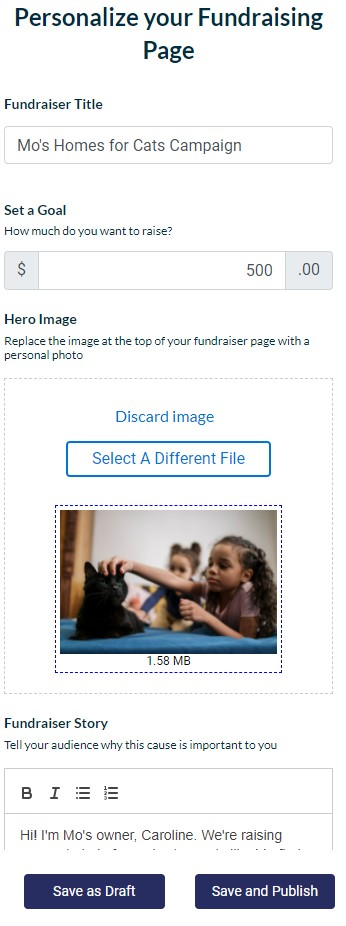 Personalize your Fundraising
Page
Fundraiser Title
Mo's Homes for Cats Campaign
Set a Goal
How much do you want to raise?
$ 500 .00
Hero Image
Replace the image at the top of your fundraiser page with a
personal photo
Discard image
Select A Different File
1.58 MB
Fundraiser Story
Tell your audience why this cause is important to you
B I
Hi! I'm Mo's owner, Caroline. We're raising
Save as Draft Save and Publish